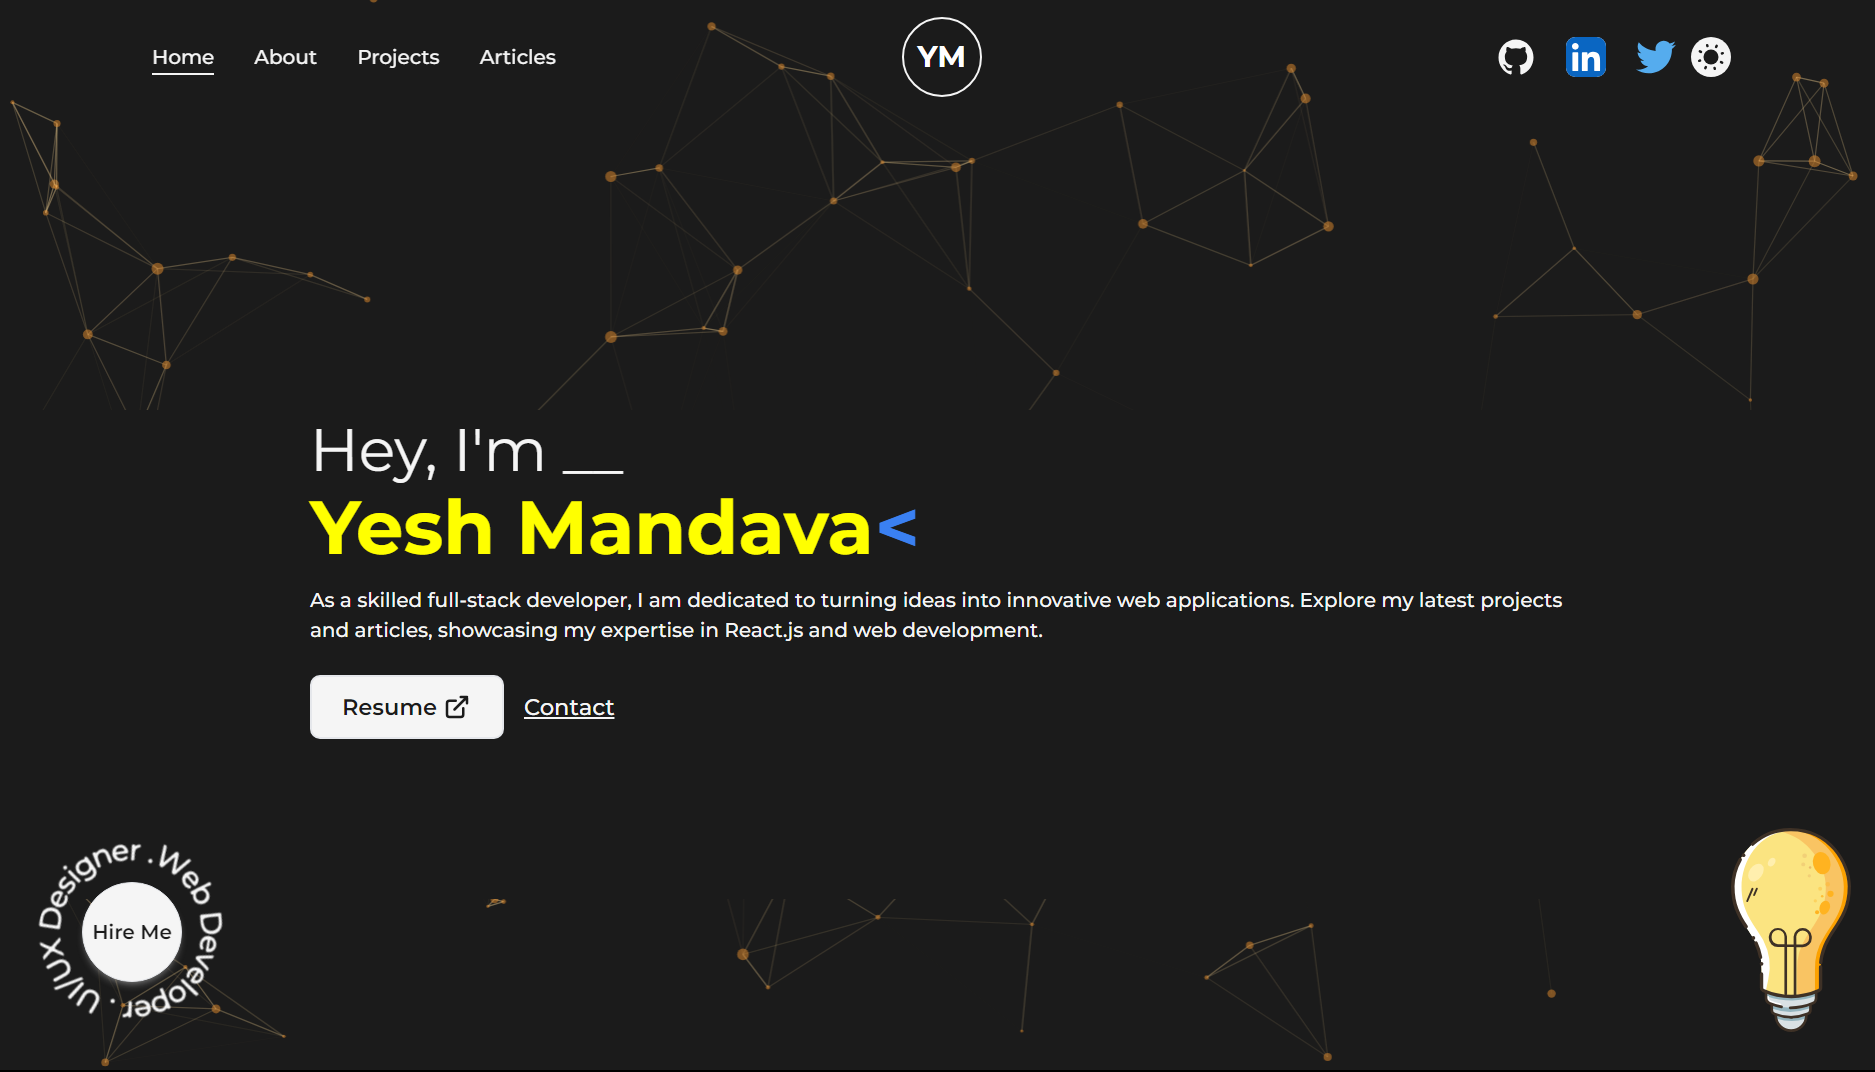 Home About Projects Articles
YM
in
Hey, I'm __
Yesh Mandava<
As a skilled full-stack developer, I am dedicated to turning ideas into innovative web applications. Explore my latest projects
and articles, showcasing my expertise in React.js and web development.
Resume
Contact
Web Developer . UI/UX Designer .
Hire Me